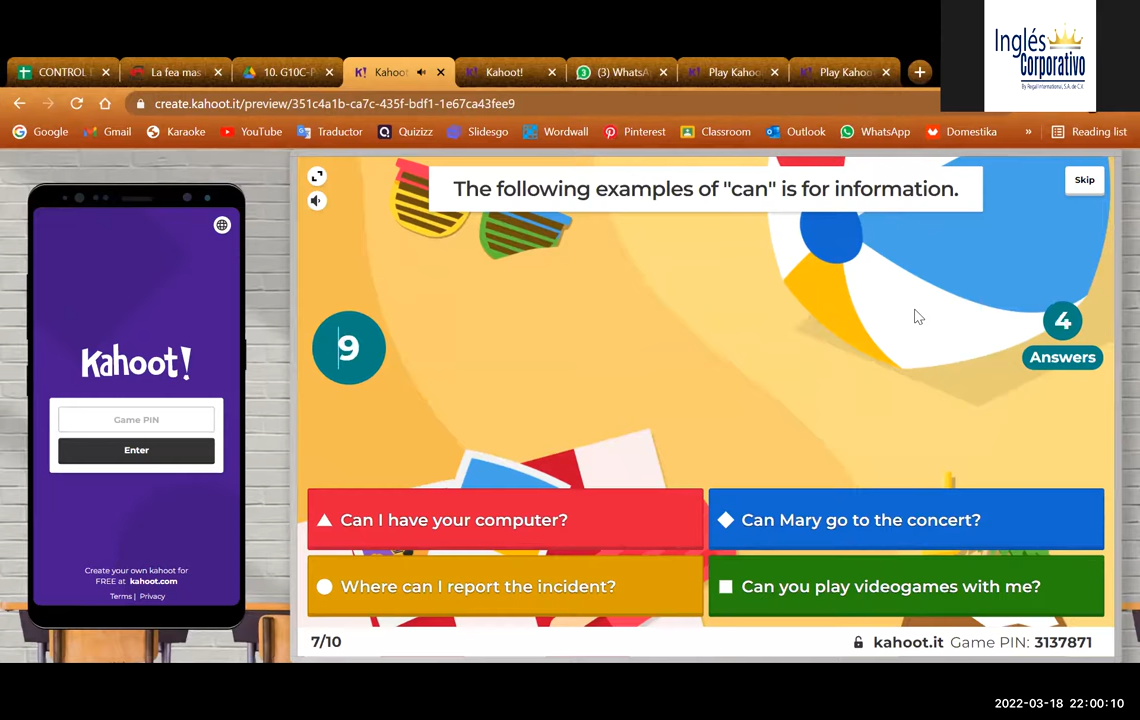 Inglés
Corporativo
By Regal International, S.A. de C.V.
CONTROL
La fea mas
10. G10C-P
Kahoot
Kahoot!
(3) WhatsA
Play Kahoo
Play Kahoo
create.kahoot.it/preview/351c4a1b-ca7c-435f-bdf1-1e67ca43fee9
Google Gmail Karaoke YouTube Traductor Quizizz Slidesgo Wordwall Pinterest Classroom Outlook WhatsApp Domestika » Reading list
The following examples of "can" is for information.
Skip
9
4
Answers
Kahoot!
Game PIN
Enter
Create your own kahoot for
FREE at kahoot.com
Terms | Privacy
Can I have your computer?
Can Mary go to the concert?
Where can I report the incident?
Can you play videogames with me?
7/10
kahoot.it Game PIN: 3137871
2022-03-18 22:00:10